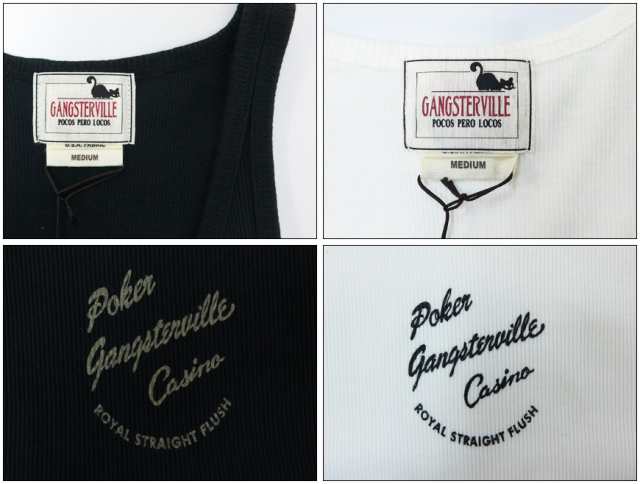 GANGSTERVILLE
POCOS PERO LOCOS
U.S.A. FABRIC
MEDIUM
GANGSTERVILLE
POCOS PERO LOCOS
MEDIUM
Poker
Gangsterville
Casino
ROYAL STRAIGHT FLUSH
Poker
Gangsterville
Casino
ROYAL STRAIGHT FLUSH